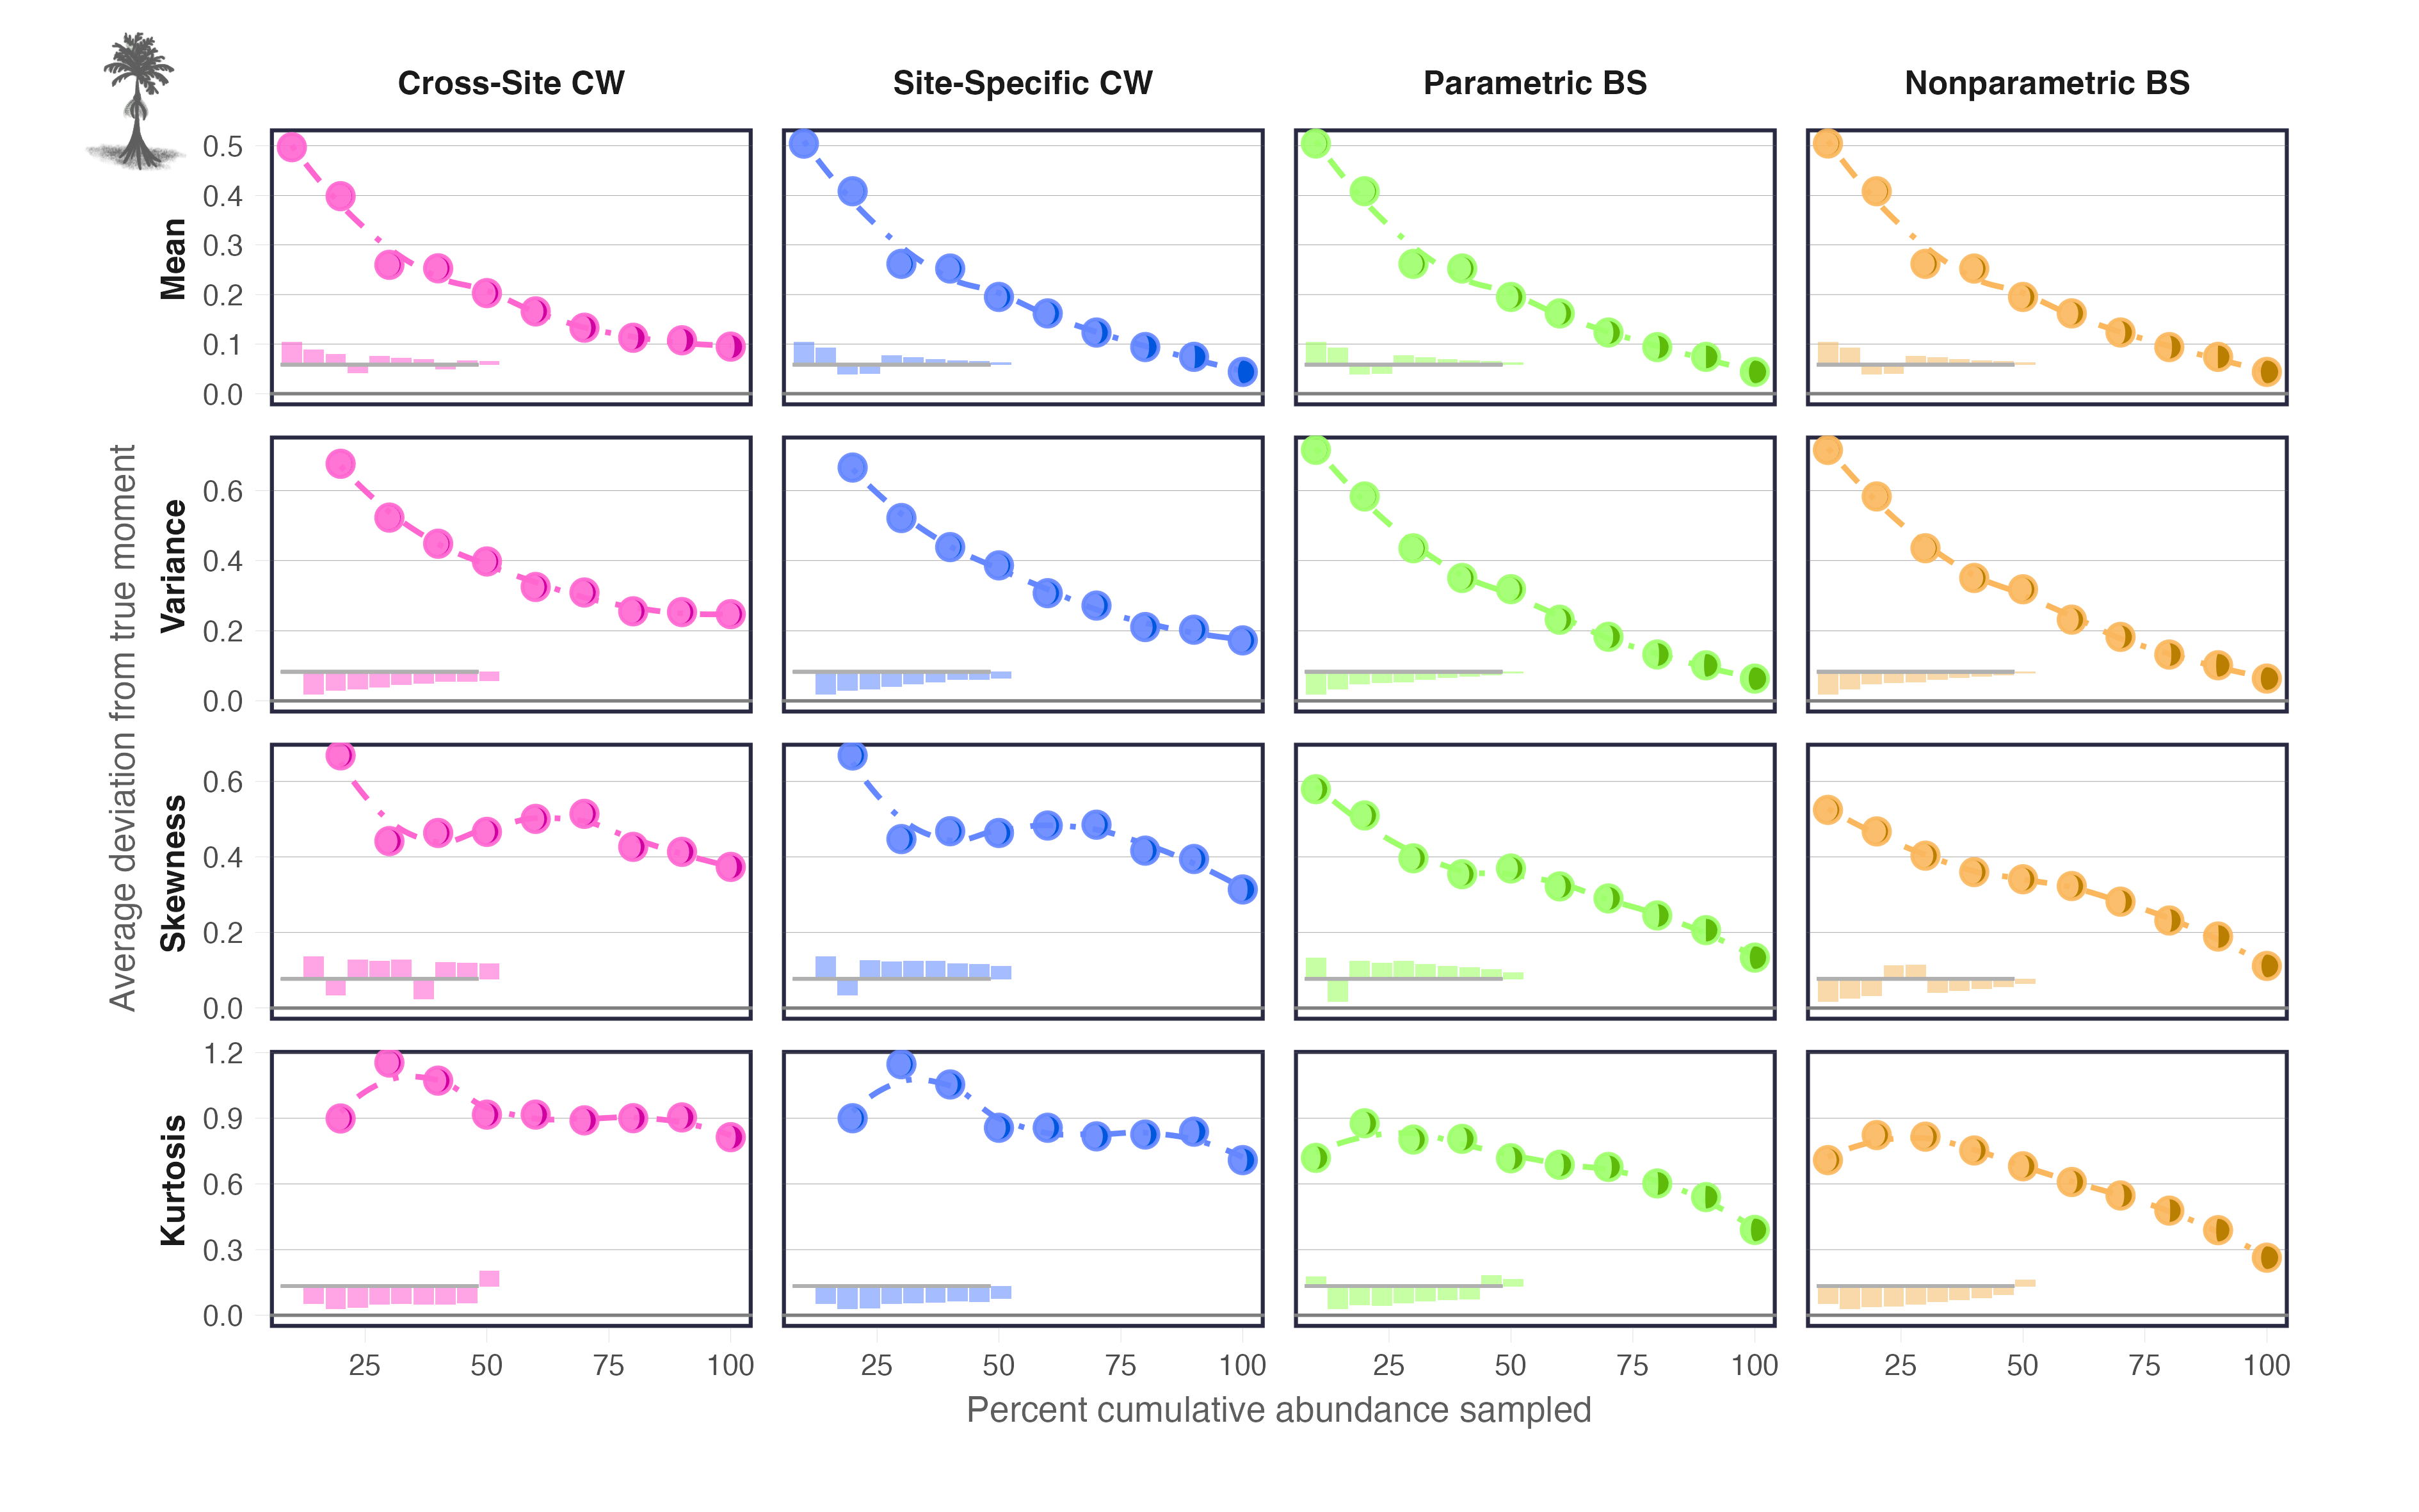 Cross-Site CW
Site-Specific CW
Parametric BS
Nonparametric BS
Average deviation from true moment
Mean
0.5
0.4
0.3
0.2
0.1
0.0
Variance
0.6
0.4
0.2
0.0
Skewness
0.6
0.4
0.2
0.0
Kurtosis
1.2
0.9
0.6
0.3
0.0
25 50 75 100
25 50 75 100
25 50 75 100
25 50 75 100
Percent cumulative abundance sampled